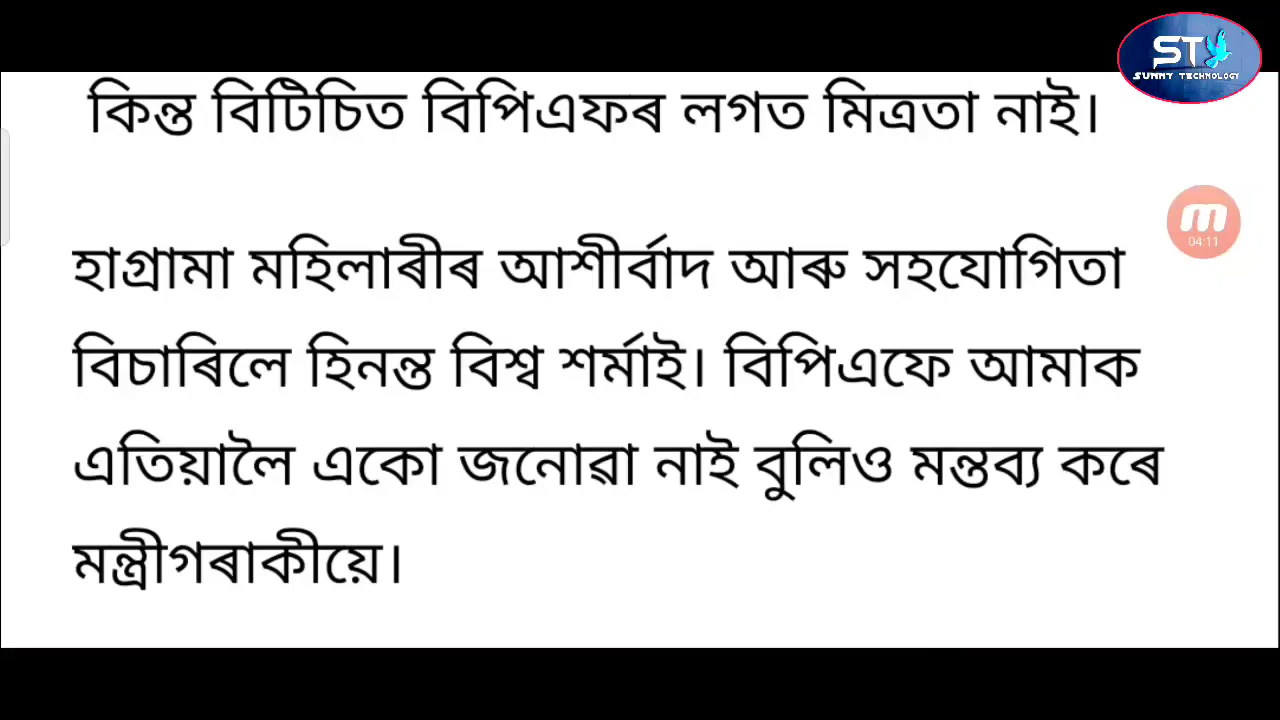 ST
SUNNY TECHNOLOGY
কিন্ত বিটিচিত বিপিএফৰ লগত মিত্ৰতা নাই।
04:11
হাগ্ৰামা মহিলাৰীৰ আশীৰ্বাদ আৰু সহযোগিতা
বিচাৰিলে হিনন্ত বিশ্ব শৰ্মাই। বিপিএফে আমাক
এতিয়ালৈ একো জনোৱা নাই বুলিও মন্তব্য কৰে
মন্ত্ৰীগৰাকীয়ে।